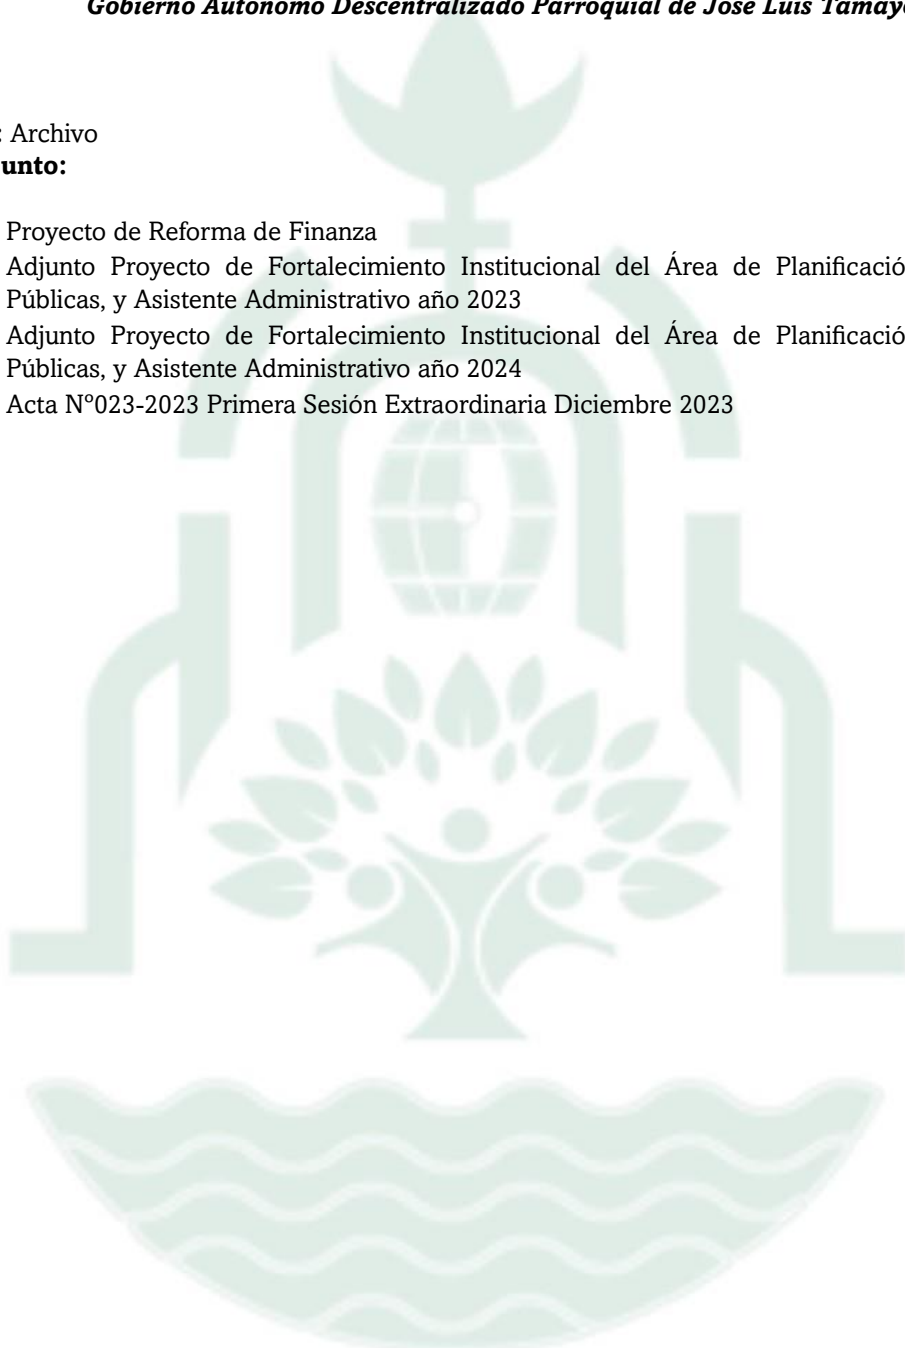 Gobierno Autónomo Descentralizado Parroquial de José Luis Tamayo
: Archivo
unto:
Proyecto de Reforma de Finanza
Adjunto Proyecto de Fortalecimiento Institucional del Área de Planificació
Públicas, y Asistente Administrativo año 2023
Adjunto Proyecto de Fortalecimiento Institucional del Área de Planificació
Públicas, y Asistente Administrativo año 2024
Acta Nº023-2023 Primera Sesión Extraordinaria Diciembre 2023